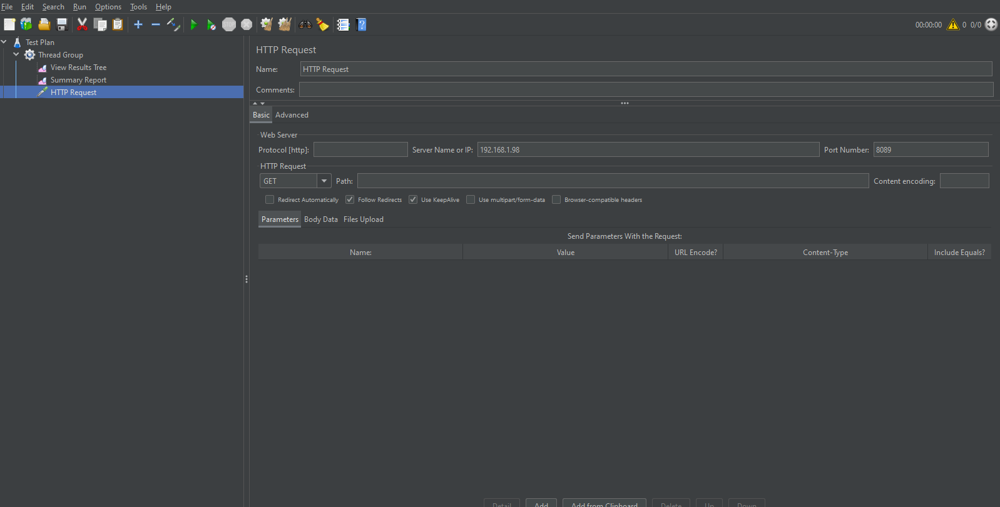 File Edit Search Run Options Tools Help
STOP
00:00:00 0 0/0
Test Plan
Thread Group
View Results Tree
Summary Report
HTTP Request
HTTP Request
Name: HTTP Request
Comments:
Basic Advanced
Web Server
Protocol [http]: Server Name or IP: 192.168.1.98 Port Number: 8089
HTTP Request
GET Path: Content encoding:
Redirect Automatically Follow Redirects Use KeepAlive Use multipart/form-data Browser-compatible headers
Parameters Body Data Files Upload
Send Parameters With the Request:
Name: Value URL Encode? Content-Type Include Equals?
Detail Add Add from Clipboard Delete Up Down